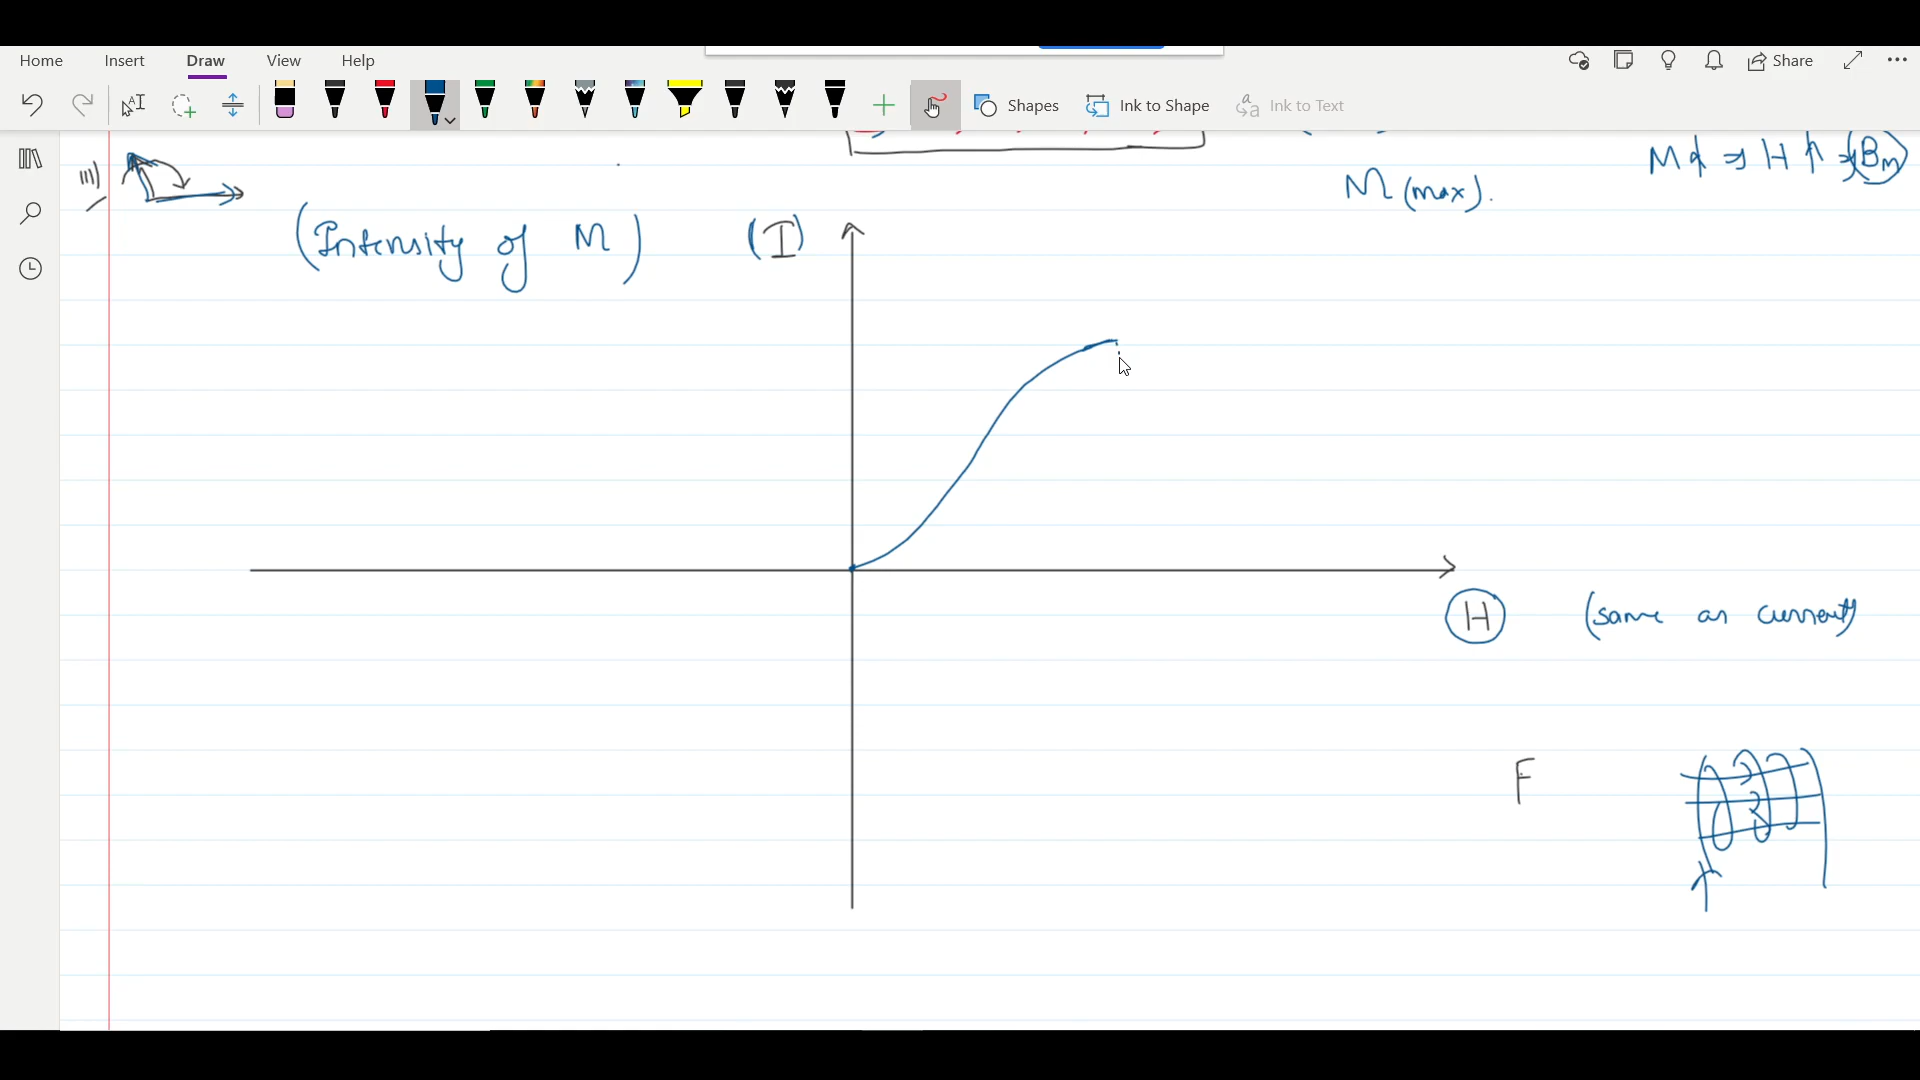 Home Insert Draw View Help Share
Shapes Ink to Shape Ink to Text
M H ↑ Bm
III)
M (max).
(Intensity of M) (I)
H (same as current)
F